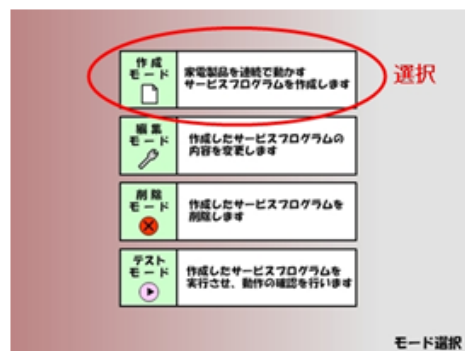 作成
モード
家電製品を連続で動かす
サービスプログラムを作成します
選択
編集
モード
作成したサービスプログラムの
内容を変更します
削除
モード
作成したサービスプログラムを
削除します
テスト
モード
作成したサービスプログラムを
実行させ、動作の確認を行います
モード選択